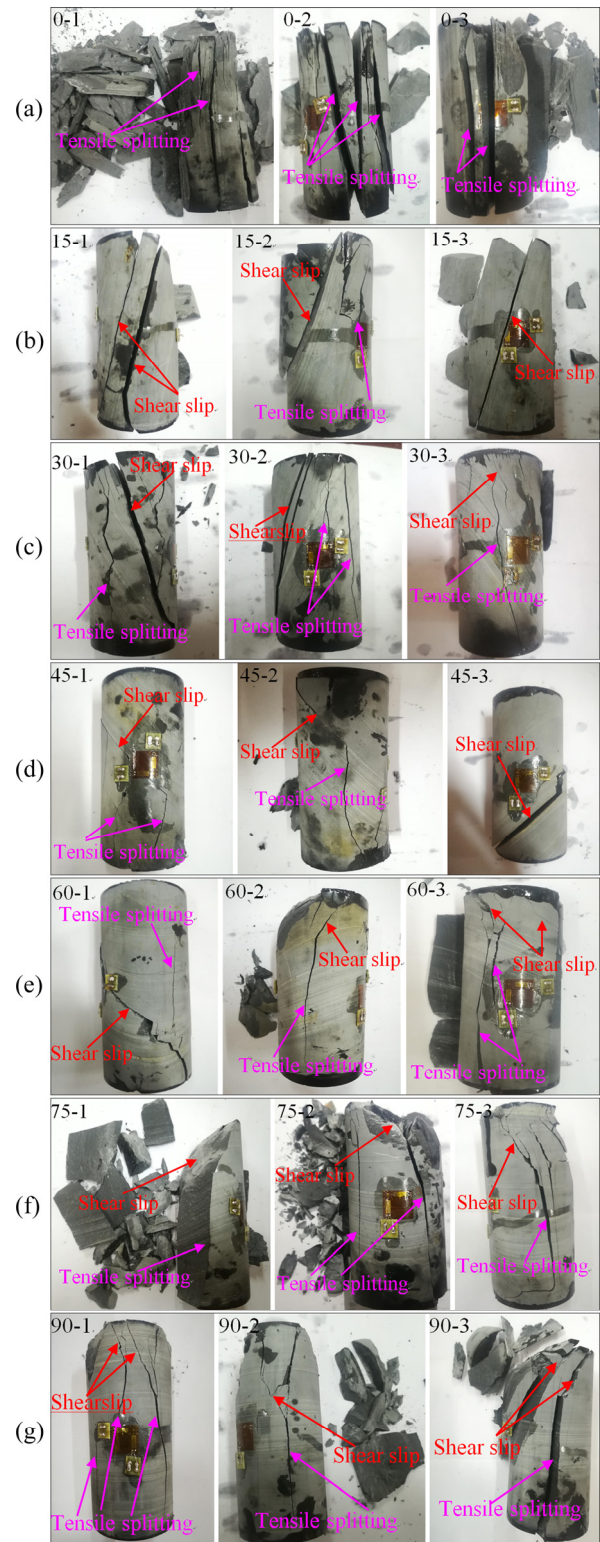 0-1
0-2
0-3
(a)
Tensile splitting
Tensile splitting
Tensile splitting
15-1
15-2
15-3
Shear slip
(b)
Shear slip
Shear slip
Tensile splitting
30-1
30-2
30-3
Shear slip
Shear slip
Shearslip
(c)
Tensile splitting
Tensile splitting
Tensile splitting
45-1
45-2
45-3
Shear slip
Shear slip
Shear slip
(d)
Tensile splitting
Tensile splitting
60-1
60-2
60-3
Tensile splitting
Shear slip
Shear slip
(e)
Shear slip
Tensile splitting
Tensile splitting
75-1
75-2
75-3
Shear slip
Shear slip
Shear slip
(f)
Tensile splitting
Tensile splitting
Tensile splitting
90-1
90-2
90-3
Shearslip
Shear slip
Shear slip
(g)
Tensile splitting
Tensile splitting
Tensile splitting